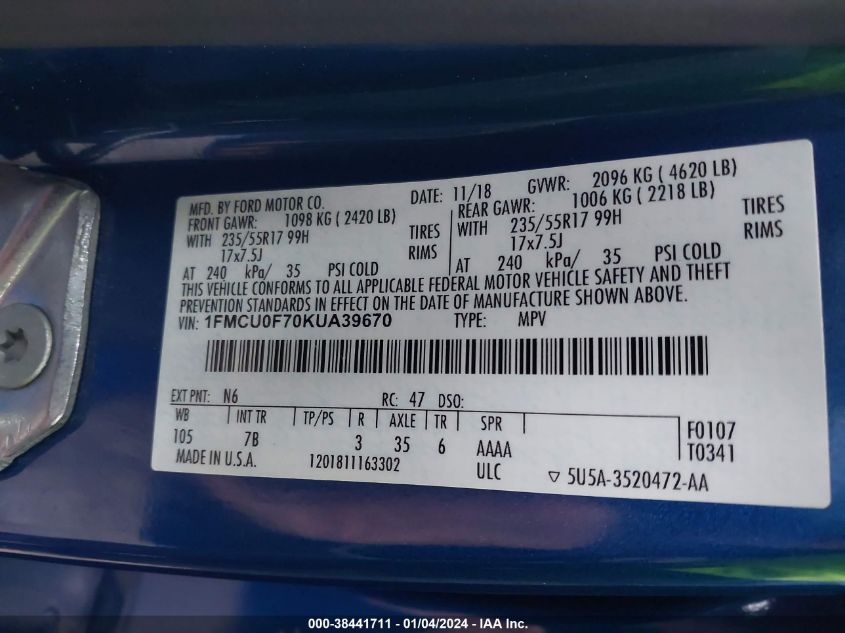 MFD. BY FORD MOTOR CO. DATE: 11/18 GVWR: 2096 KG ( 4620 LB)
FRONT GAWR: 1098 KG ( 2420 LB) REAR GAWR: 1006 KG ( 2218 LB)
WITH 235/55R17 99H TIRES WITH 235/55R17 99H TIRES
17x7.5J RIMS 17x7.5J RIMS
AT 240 kPa/ 35 PSI COLD AT 240 kPa/ 35 PSI COLD
THIS VEHICLE CONFORMS TO ALL APPLICABLE FEDERAL MOTOR VEHICLE SAFETY AND THEFT
PREVENTION STANDARDS IN EFFECT ON THE DATE OF MANUFACTURE SHOWN ABOVE.
VIN: 1FMCU0F70KUA39670 TYPE: MPV
EXT PNT: N6 RC: 47 DSO:
WB INT TR TP/PS R AXLE TR SPR F0107
105 7B 3 35 6 AAAA T0341
MADE IN U.S.A. 1201811163302 ULC ▽ 5U5A-3520472-AA
000-38441711 - 01/04/2024 - IAA Inc.